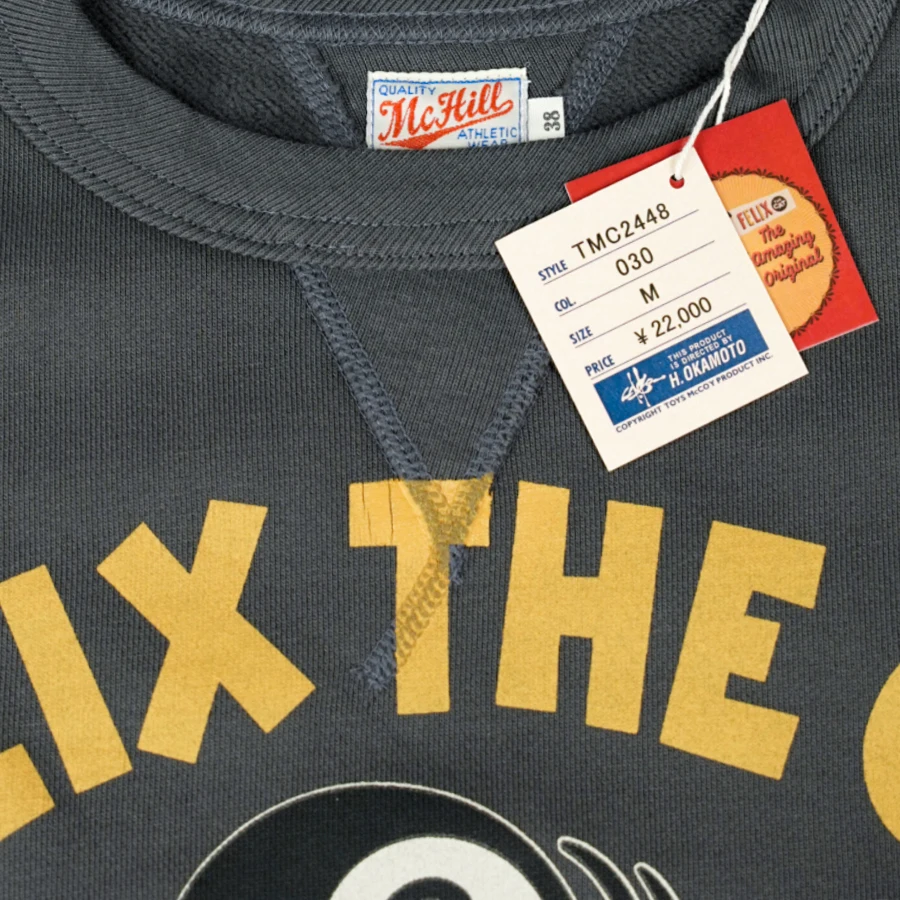 QUALITY
McHill
ATHLETIC
WEAR
38
STYLE TMC2448
COL. 030
SIZE M
PRICE ¥22,000
THIS PRODUCT
IS DIRECTED BY
H.OKAMOTO
COPYRIGHT TOYS McCOY PRODUCT INC.
FELIX
The
amazing
Original
LIX THE